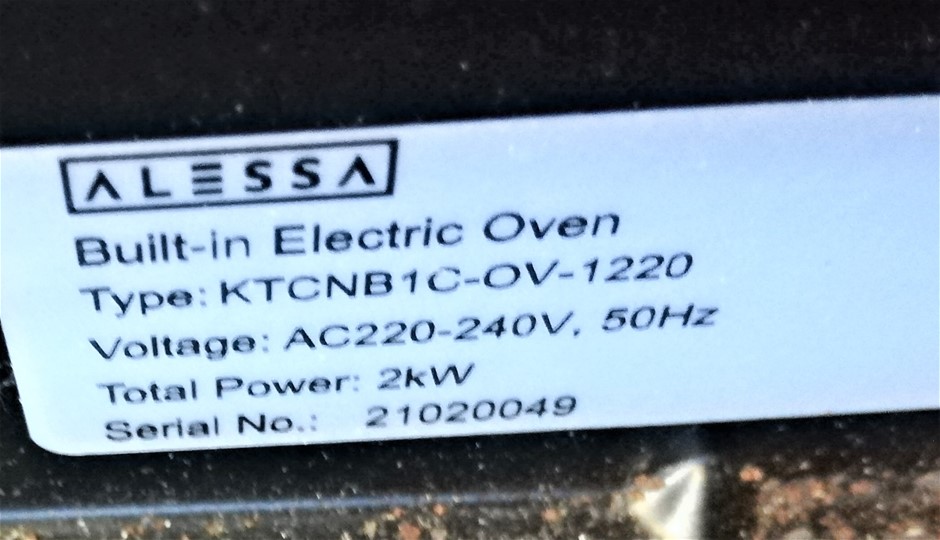 ALESSA
Built-in Electric Oven
Type: KTCNB1C-OV-1220
Voltage: AC220-240V, 50Hz
Total Power: 2kW
Serial No.: 21020049